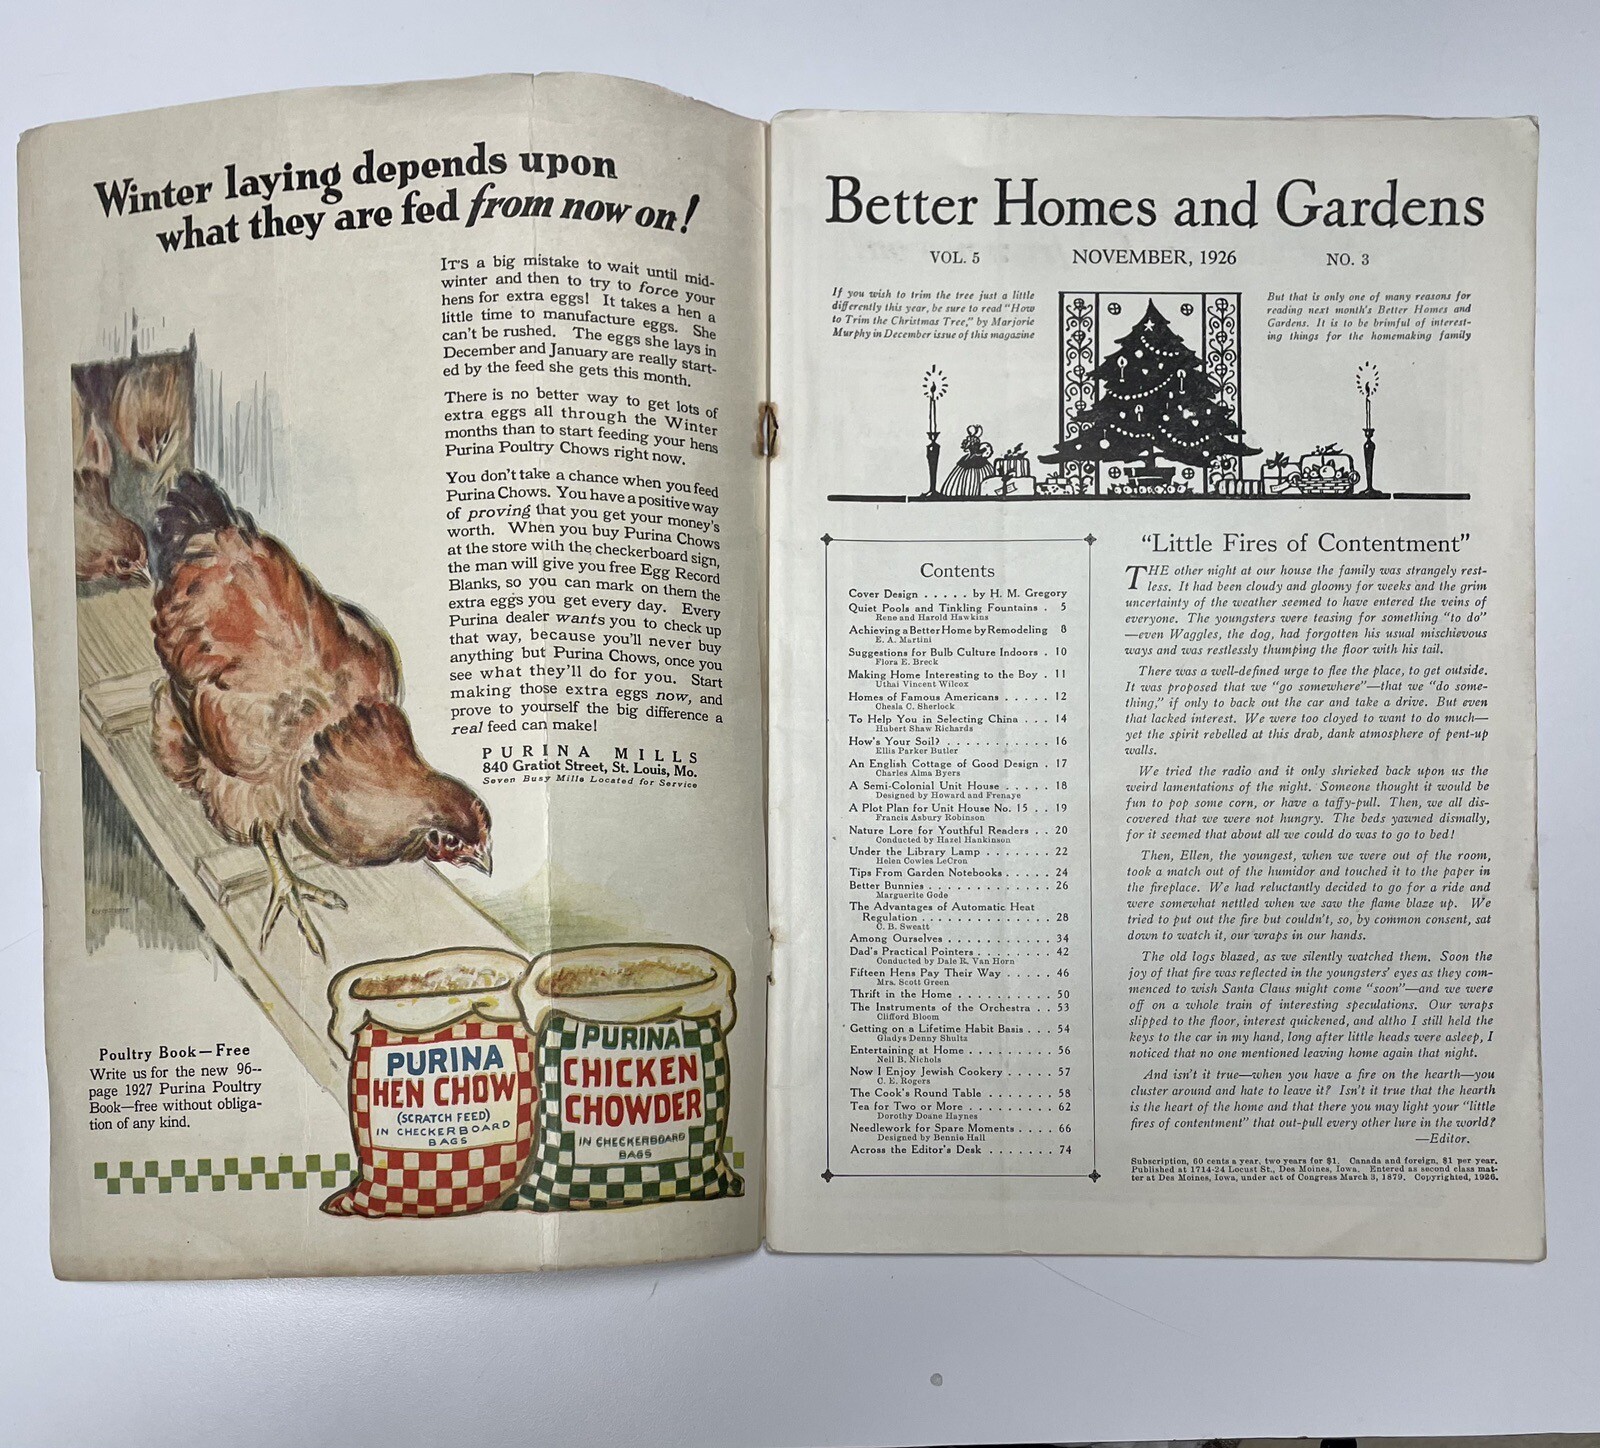 Winter laying depends upon
what they are fed from now on!
IT'S a big mistake to wait until mid-
winter and then to try to force your
hens for extra eggs! It takes a hen a
little time to manufacture eggs. She
can't be rushed. The eggs she lays in
December and January are really start-
ed by the feed she gets this month.
There is no better way to get lots of
extra eggs all through the Winter
months than to start feeding your hens
Purina Poultry Chows right now.
You don't take a chance when you feed
Purina Chows. You have a positive way
of proving that you get your money's
worth. When you buy Purina Chows
at the store with the checkerboard sign,
the man will give you free Egg Record
Blanks, so you can mark on them the
extra eggs you get every day. Every
Purina dealer wants you to check up
that way, because you'll never buy
anything but Purina Chows, once you
see what they'll do for you. Start
making those extra eggs now, and
prove to yourself the big difference a
real feed can make!
PURINA MILLS
840 Gratiot Street, St. Louis, Mo.
Seven Busy Mills Located for Service
Poultry Book—Free
Write us for the new 96-
page 1927 Purina Poultry
Book—free without obliga-
tion of any kind.
PURINA
HEN CHOW
(SCRATCH FEED)
IN CHECKERBOARD
BAGS
PURINA
CHICKEN
CHOWDER
IN CHECKERBOARD
BAGS
Better Homes and Gardens
VOL. 5 NOVEMBER, 1926 NO. 3
If you wish to trim the tree just a little
differently this year, be sure to read "How
to Trim the Christmas Tree," by Marjorie
Murphy in December issue of this magazine
But that is only one of many reasons for
reading next month's Better Homes and
Gardens. It is to be brimful of interest-
ing things for the homemaking family
Contents
Cover Design . . . . . by H. M. Gregory
Quiet Pools and Tinkling Fountains . 5
Rene and Harold Hawkins
Achieving a Better Home by Remodeling 8
E. A. Martini
Suggestions for Bulb Culture Indoors . 10
Flora E. Breck
Making Home Interesting to the Boy . 11
Uthai Vincent Wilcox
Homes of Famous Americans . . . . . 12
Chesla C. Sherlock
To Help You in Selecting China . . . 14
Hubert Shaw Richards
How's Your Soil? . . . . . . . . . . 16
Ellis Parker Butler
An English Cottage of Good Design . 17
Charles Alma Byers
A Semi-Colonial Unit House . . . . . 18
Designed by Howard and Frenaye
A Plot Plan for Unit House No. 15 . . 19
Francis Asbury Robinson
Nature Lore for Youthful Readers . . 20
Conducted by Hazel Hankinson
Under the Library Lamp . . . . . . . 22
Helen Cowles LeCron
Tips From Garden Notebooks . . . . . 24
Better Bunnies . . . . . . . . . . . . 26
Marguerite Gode
The Advantages of Automatic Heat
Regulation . . . . . . . . . . . . . 28
C. B. Sweatt
Among Ourselves . . . . . . . . . . 34
Dad's Practical Pointers . . . . . . . 42
Conducted by Dale R. Van Horn
Fifteen Hens Pay Their Way . . . . . 46
Mrs. Scott Green
Thrift in the Home . . . . . . . . . . 50
The Instruments of the Orchestra . . 53
Clifford Bloom
Getting on a Lifetime Habit Basis . . 54
Gladys Denny Shultz
Entertaining at Home . . . . . . . . 56
Nell B. Nichols
Now I Enjoy Jewish Cookery . . . . . 57
C. E. Rogers
The Cook's Round Table . . . . . . . 58
Tea for Two or More . . . . . . . . . 62
Dorothy Doane Haynes
Needlework for Spare Moments . . . . 66
Designed by Bennie Hall
Across the Editor's Desk . . . . . . . 74
"Little Fires of Contentment"
THE other night at our house the family was strangely rest-
less. It had been cloudy and gloomy for weeks and the grim
uncertainty of the weather seemed to have entered the veins of
everyone. The youngsters were teasing for something "to do"
—even Waggles, the dog, had forgotten his usual mischievous
ways and was restlessly thumping the floor with his tail.
There was a well-defined urge to flee the place, to get outside.
It was proposed that we "go somewhere"—that we "do some-
thing," if only to back out the car and take a drive. But even
that lacked interest. We were too cloyed to want to do much—
yet the spirit rebelled at this drab, dank atmosphere of pent-up
walls.
We tried the radio and it only shrieked back upon us the
weird lamentations of the night. Someone thought it would be
fun to pop some corn, or have a taffy-pull. Then, we all dis-
covered that we were not hungry. The beds yawned dismally,
for it seemed that about all we could do was to go to bed!
Then, Ellen, the youngest, when we were out of the room,
took a match out of the humidor and touched it to the paper in
the fireplace. We had reluctantly decided to go for a ride and
were somewhat nettled when we saw the flame blaze up. We
tried to put out the fire but couldn't, so, by common consent, sat
down to watch it, our wraps in our hands.
The old logs blazed, as we silently watched them. Soon the
joy of that fire was reflected in the youngsters' eyes as they com-
menced to wish Santa Claus might come "soon"—and we were
off on a whole train of interesting speculations. Our wraps
slipped to the floor, interest quickened, and altho I still held the
keys to the car in my hand, long after little heads were asleep, I
noticed that no one mentioned leaving home again that night.
And isn't it true—when you have a fire on the hearth—you
cluster around and hate to leave it? Isn't it true that the hearth
is the heart of the home and that there you may light your "little
fires of contentment" that out-pull every other lure in the world?
—Editor.
Subscription, 60 cents a year, two years for $1. Canada and foreign, $1 per year.
Published at 1714-24 Locust St., Des Moines, Iowa. Entered as second class mat-
ter at Des Moines, Iowa, under act of Congress March 3, 1879. Copyrighted, 1926.